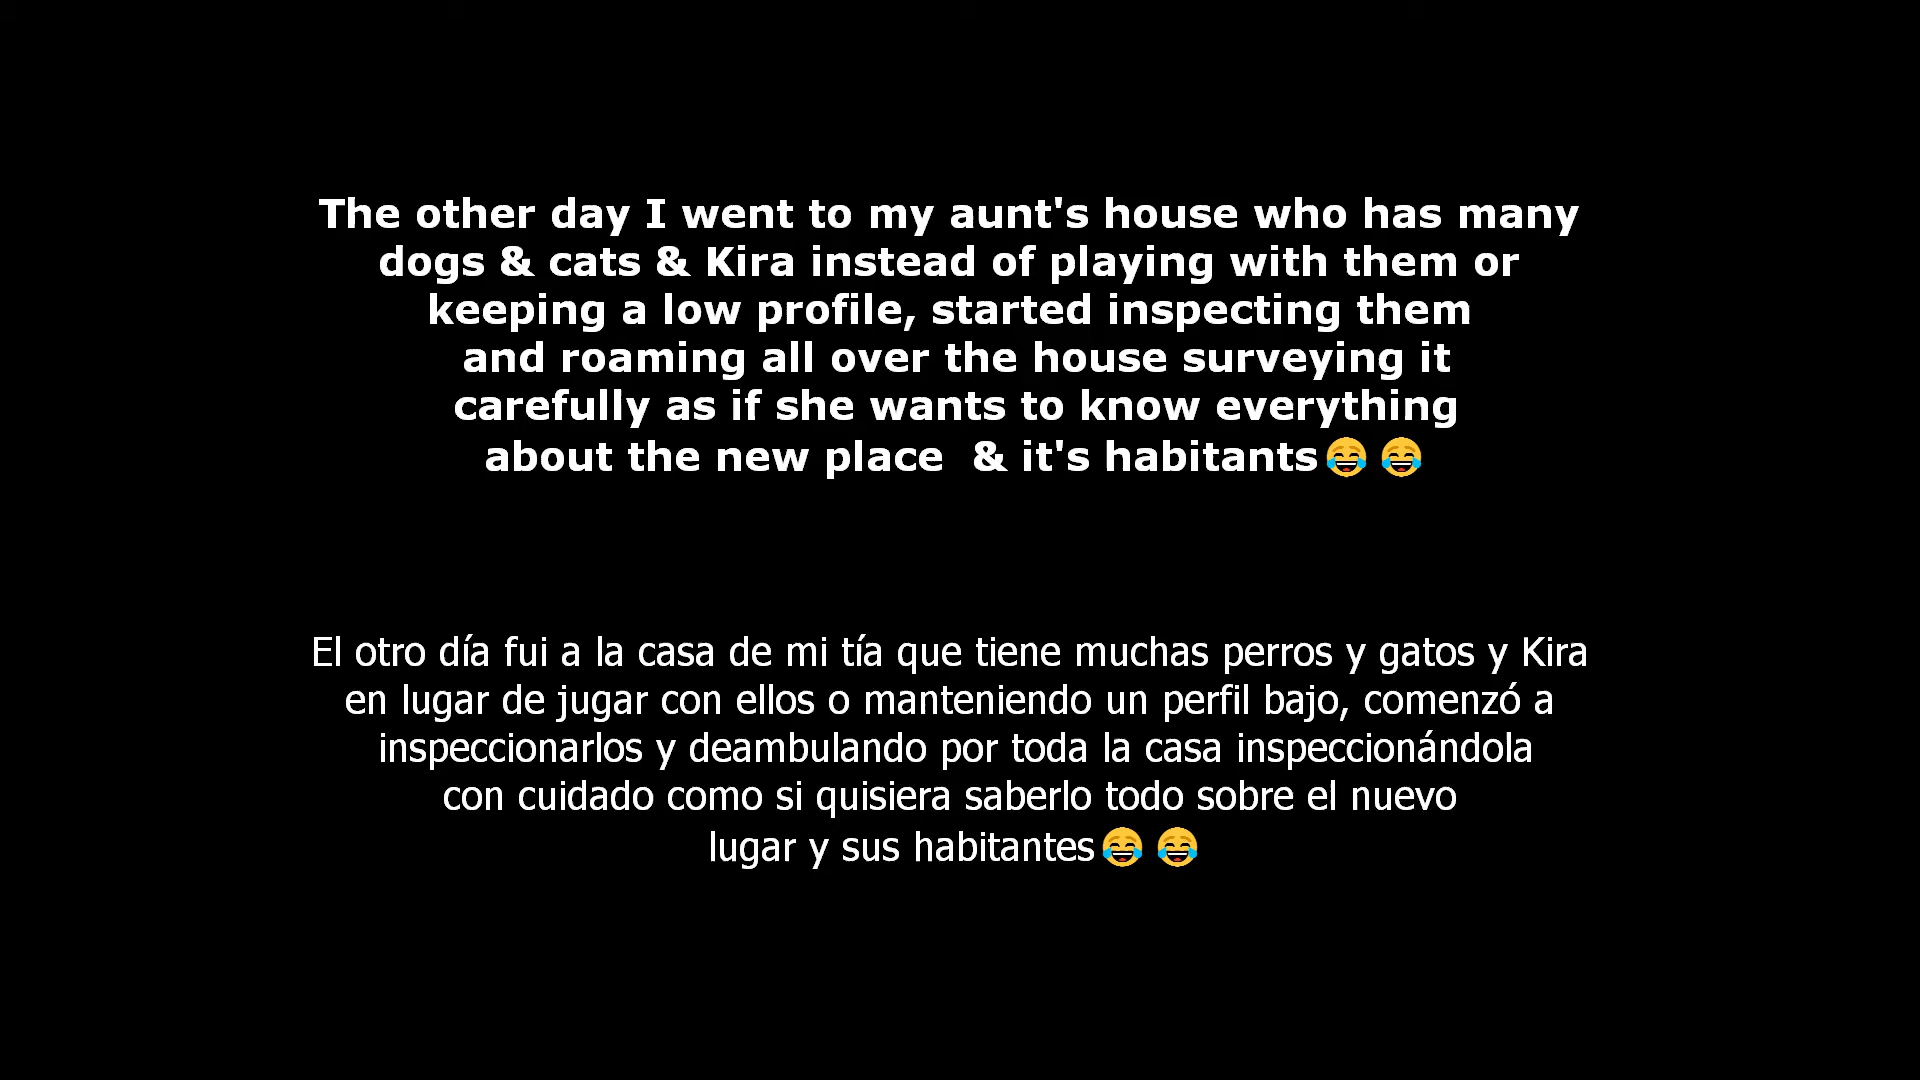 The other day I went to my aunt's house who has many
dogs & cats & Kira instead of playing with them or
keeping a low profile, started inspecting them
and roaming all over the house surveying it
carefully as if she wants to know everything
about the new place  & it's habitants😂 😂
El otro día fui a la casa de mi tía que tiene muchas perros y gatos y Kira
en lugar de jugar con ellos o manteniendo un perfil bajo, comenzó a
inspeccionarlos y deambulando por toda la casa inspeccionándola
con cuidado como si quisiera saberlo todo sobre el nuevo
lugar y sus habitantes😂 😂